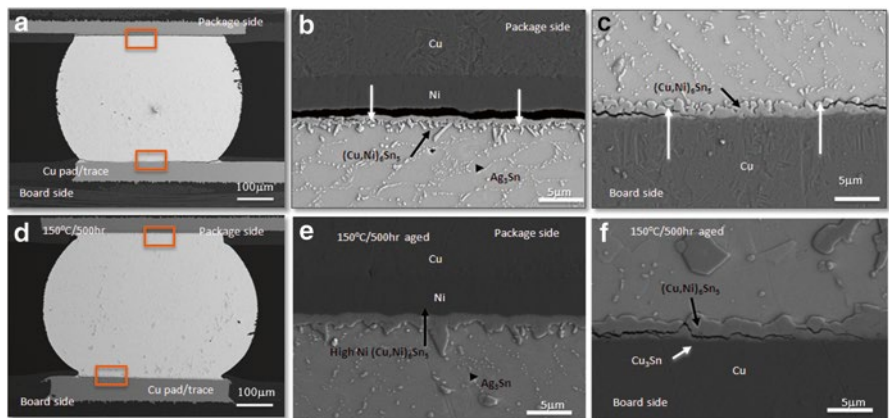 a
Package side
Cu pad/trace
Board side
100μm
b
Package side
Cu
Ni
(Cu,Ni)₆Sn₅
Ag₃Sn
5μm
c
(Cu,Ni)₆Sn₅
Cu
Board side
5μm
d
150°C/500hr
Package side
Cu pad/trace
Board side
100μm
e
150°C/500hr aged
Package side
Cu
Ni
High Ni (Cu,Ni)₆Sn₅
Ag₃Sn
5μm
f
150°C/500hr aged
(Cu,Ni)₆Sn₅
Cu₃Sn
Cu
Board side
5μm